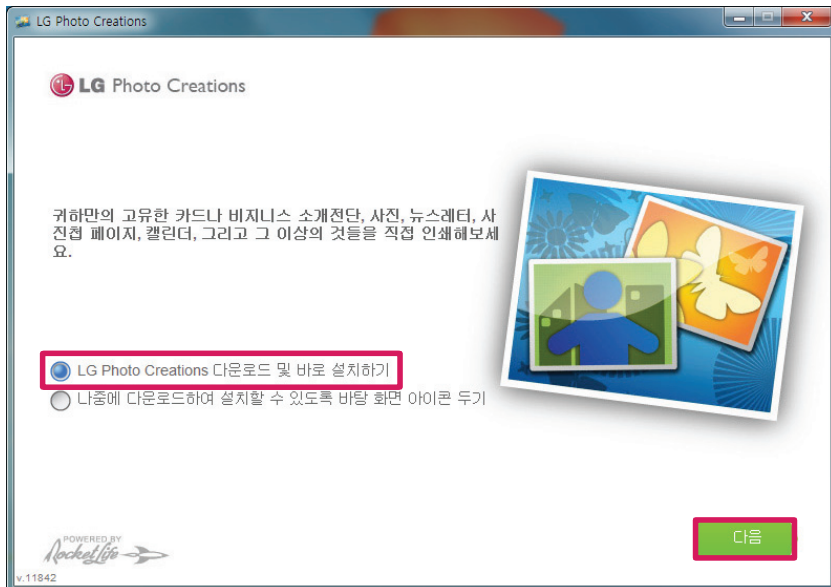 LG Photo Creations
LG Photo Creations
귀하만의 고유한 카드나 비지니스 소개전단, 사진, 뉴스레터, 사
진첩 페이지, 캘린더, 그리고 그 이상의 것들을 직접 인쇄해보세
요.
LG Photo Creations 다운로드 및 바로 설치하기
나중에 다운로드하여 설치할 수 있도록 바탕 화면 아이콘 두기
POWERED BY
RocketLife
다음
v.11842